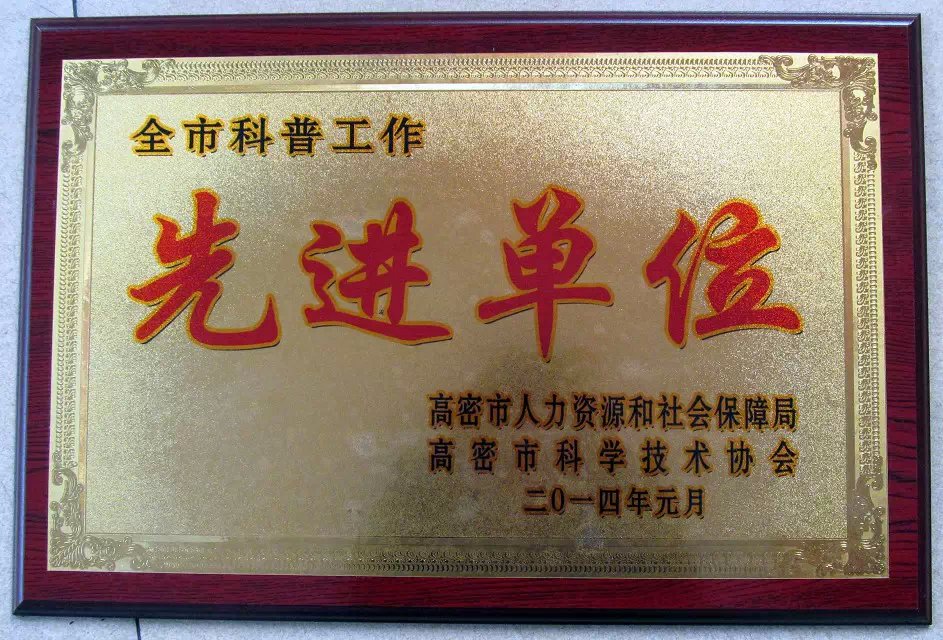 全市科普工作
先进单位
高密市人力资源和社会保障局
高密市科学技术协会
二〇一四年元月